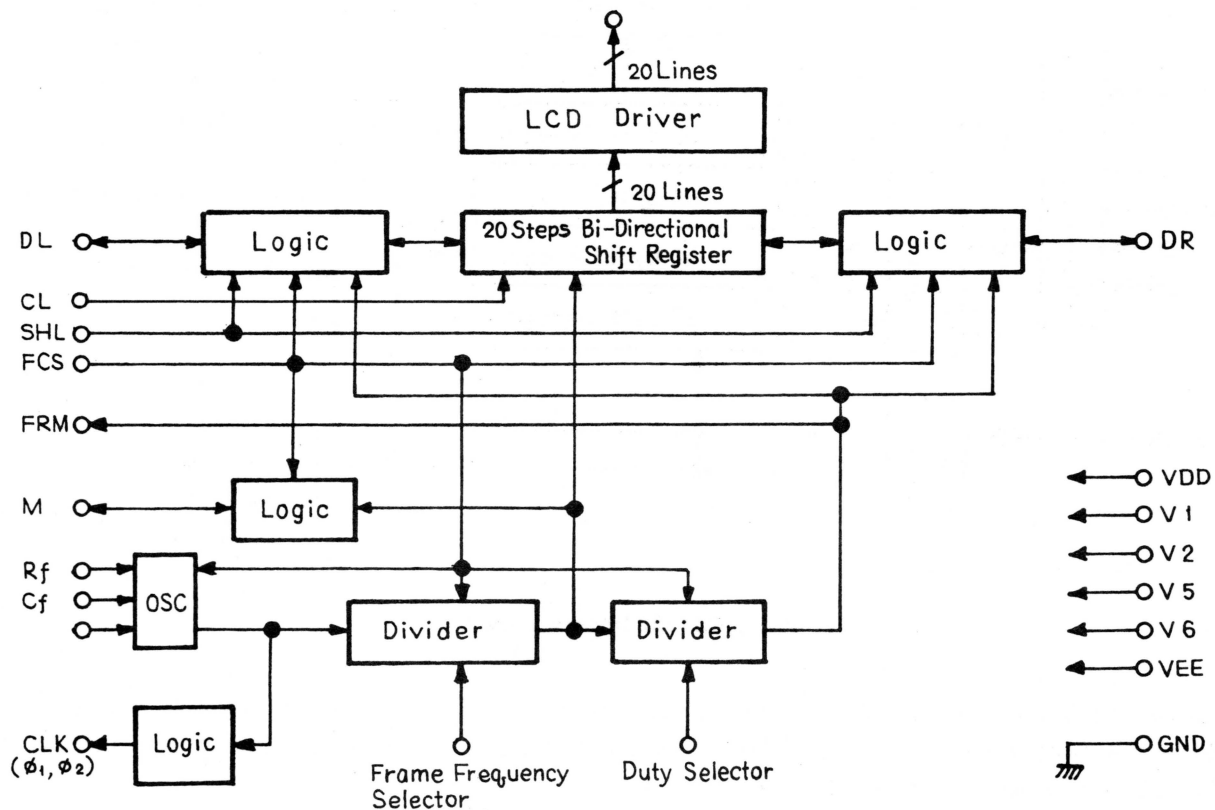 20 Lines
LCD Driver
20 Lines
DL
Logic
20 Steps Bi-Directional
Shift Register
Logic
DR
CL
SHL
FCS
FRM
M
Logic
VDD
V1
V2
V5
V6
VEE
GND
Rf
Cf
OSC
Divider
Divider
CLK
(ø1, ø2)
Logic
Frame Frequency
Selector
Duty Selector